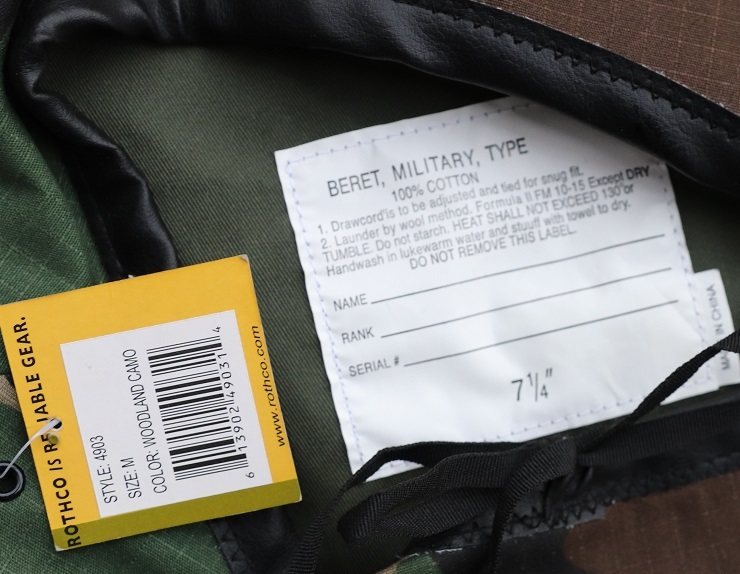 BERET, MILITARY, TYPE
100% COTTON
1. Drawcord'is to be adjusted and tied for snug fit.
2. Launder by wool method. Formula II FM 10-15 Except DRY
TUMBLE. Do not starch. HEAT SHALL NOT EXCEED 130°or
Handwash in lukewarm water and stuuff with towel to dry.
DO NOT REMOVE THIS LABEL.
NAME
RANK
SERIAL #
7 1/4"
IN CHINA
ROTHCO IS RELIABLE GEAR.
STYLE: 4903
SIZE: M
COLOR: WOODLAND CAMO
6 13902 49031 4
www.rothco.com